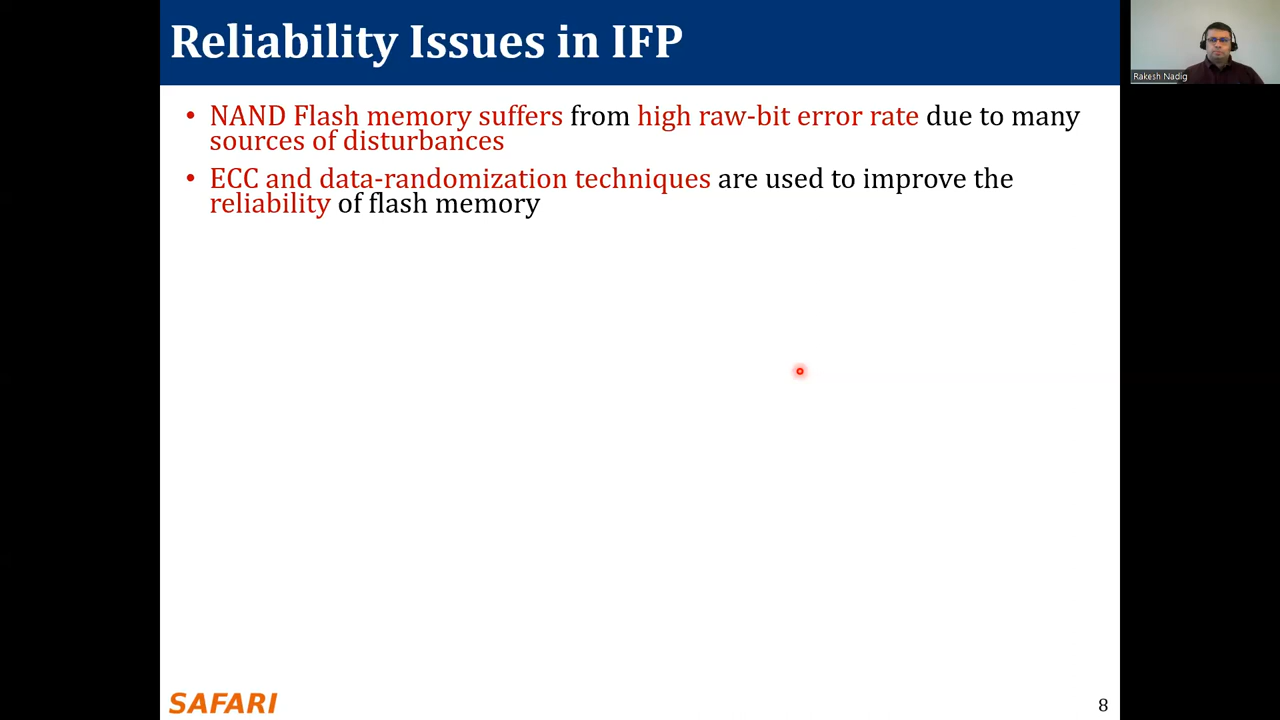 Reliability Issues in IFP
Rakesh Nadig
• NAND Flash memory suffers from high raw-bit error rate due to many
sources of disturbances
• ECC and data-randomization techniques are used to improve the
reliability of flash memory
SAFARI
8